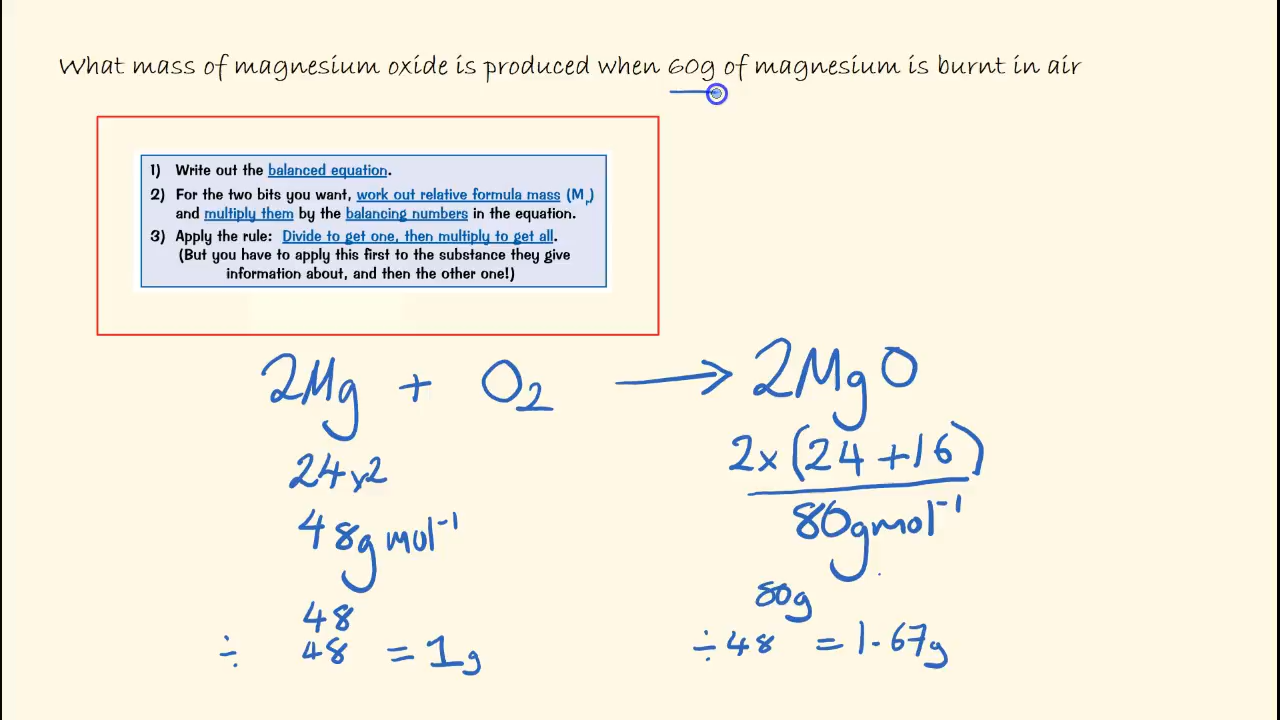 What mass of magnesium oxide is produced when 60g of magnesium is burnt in air
1) Write out the balanced equation.
2) For the two bits you want, work out relative formula mass (Mr)
and multiply them by the balancing numbers in the equation.
3) Apply the rule: Divide to get one, then multiply to get all.
(But you have to apply this first to the substance they give
information about, and then the other one!)
2Mg + O2 → 2MgO
24x2
2x(24+16)
48g mol⁻¹
80gmol⁻¹
48
80g
÷ 48 = 1g
÷48 = 1.67g